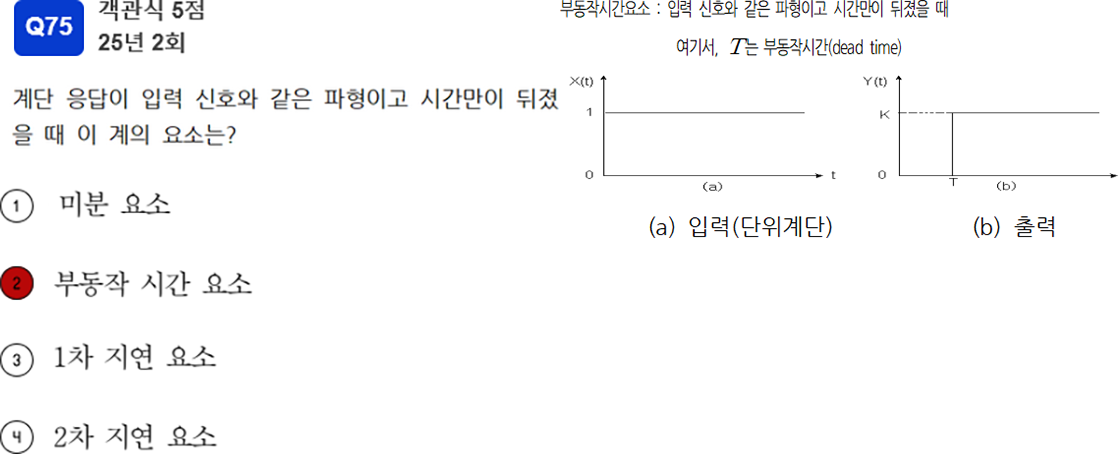 Q75
객관식 5점
25년 2회
계단 응답이 입력 신호와 같은 파형이고 시간만이 뒤졌
을 때 이 계의 요소는?
1 미분 요소
2 부동작 시간 요소
3 1차 지연 요소
4 2차 지연 요소
부동작시간요소 : 입력 신호와 같은 파형이고 시간만이 뒤졌을 때
여기서, T는 부동작시간(dead time)
X(t)
1
0
t
(a)
(a) 입력(단위계단)
Y(t)
K
0
T
(b)
(b) 출력